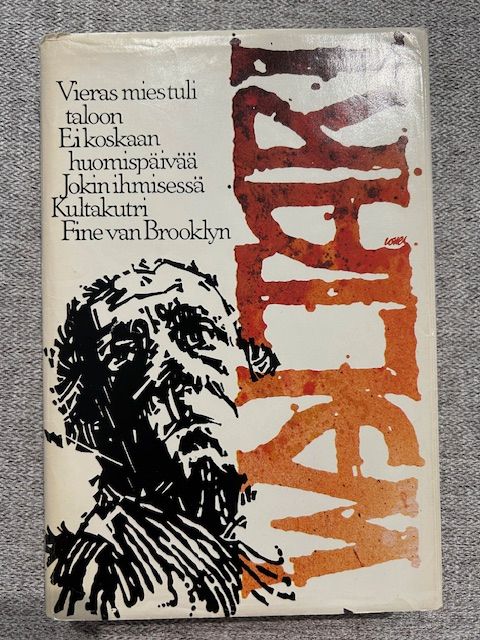 Vieras mies tuli
taloon
Ei koskaan
huomispäivää
Jokin ihmisessä
Kultakutri
Fine van Brooklyn
WALTARI